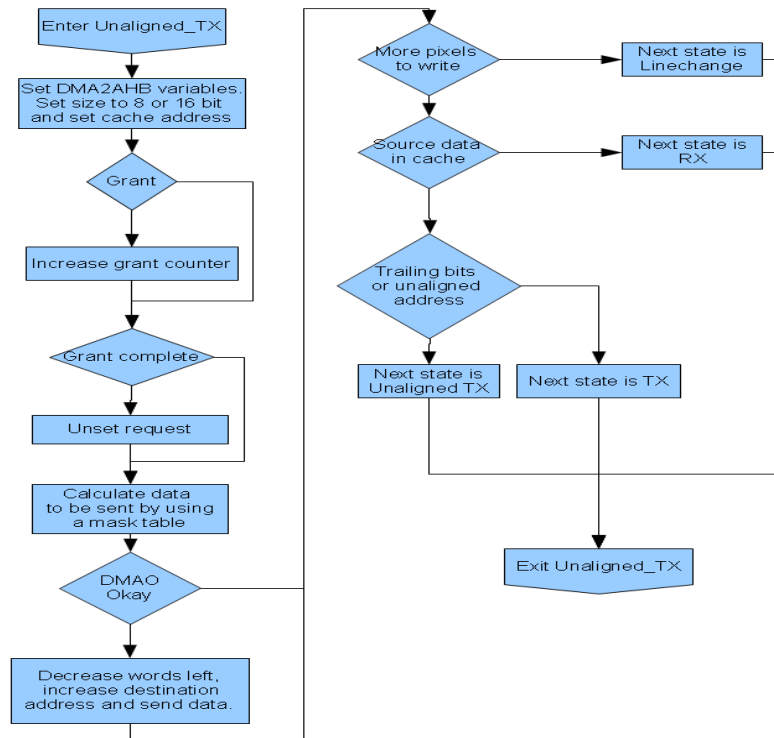 Enter Unaligned_TX
Set DMA2AHB variables.
Set size to 8 or 16 bit
and set cache address
Grant
Increase grant counter
Grant complete
Unset request
Calculate data
to be sent by using
a mask table
DMAO
Okay
Decrease words left,
increase destination
address and send data.
More pixels
to write
Next state is
Linechange
Source data
in cache
Next state is
RX
Trailing bits
or unaligned
address
Next state is
Unaligned TX
Next state is TX
Exit Unaligned_TX